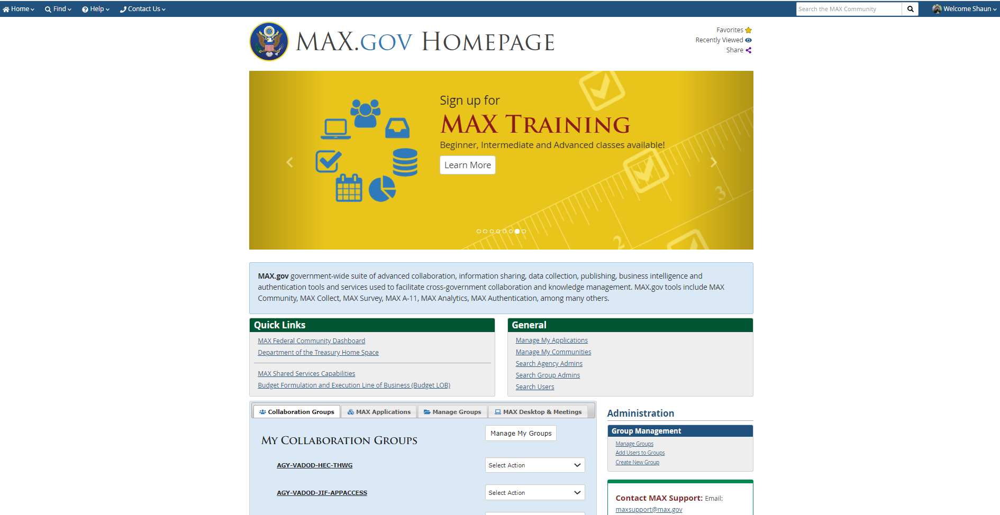 Home
Find
Help
Contact Us
Search the MAX Community
Welcome Shaun
MAX.GOV HOMEPAGE
Favorites
Recently Viewed
Share
Sign up for
MAX TRAINING
Beginner, Intermediate and Advanced classes available!
Learn More
3
2
MAX.gov government-wide suite of advanced collaboration, information sharing, data collection, publishing, business intelligence and
authentication tools and services used to facilitate cross-government collaboration and knowledge management. MAX.gov tools include MAX
Community, MAX Collect, MAX Survey, MAX A-11, MAX Analytics, MAX Authentication, among many others.
Quick Links
MAX Federal Community Dashboard
Department of the Treasury Home Space
MAX Shared Services Capabilities
Budget Formulation and Execution Line of Business (Budget LOB)
General
Manage My Applications
Manage My Communities
Search Agency Admins
Search Group Admins
Search Users
Collaboration Groups
MAX Applications
Manage Groups
MAX Desktop & Meetings
MY COLLABORATION GROUPS
Manage My Groups
AGY-VADOD-HEC-THWG
Select Action
AGY-VADOD-JIF-APPACCESS
Select Action
Administration
Group Management
Manage Groups
Add Users to Groups
Create New Group
Contact MAX Support: Email:
maxsupport@max.gov